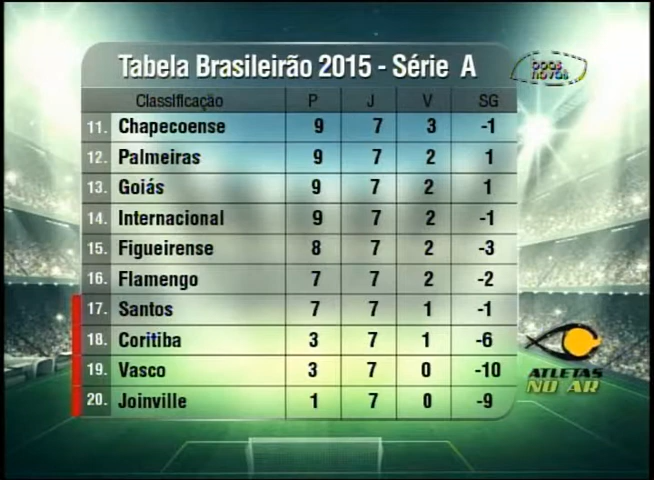 Tabela Brasileirão 2015 - Série A
boas novas
Classificação P J V SG
11. Chapecoense 9 7 3 -1
12. Palmeiras 9 7 2 1
13. Goiás 9 7 2 1
14. Internacional 9 7 2 -1
15. Figueirense 8 7 2 -3
16. Flamengo 7 7 2 -2
17. Santos 7 7 1 -1
18. Coritiba 3 7 1 -6
19. Vasco 3 7 0 -10
20. Joinville 1 7 0 -9
ATLETAS
NO AR